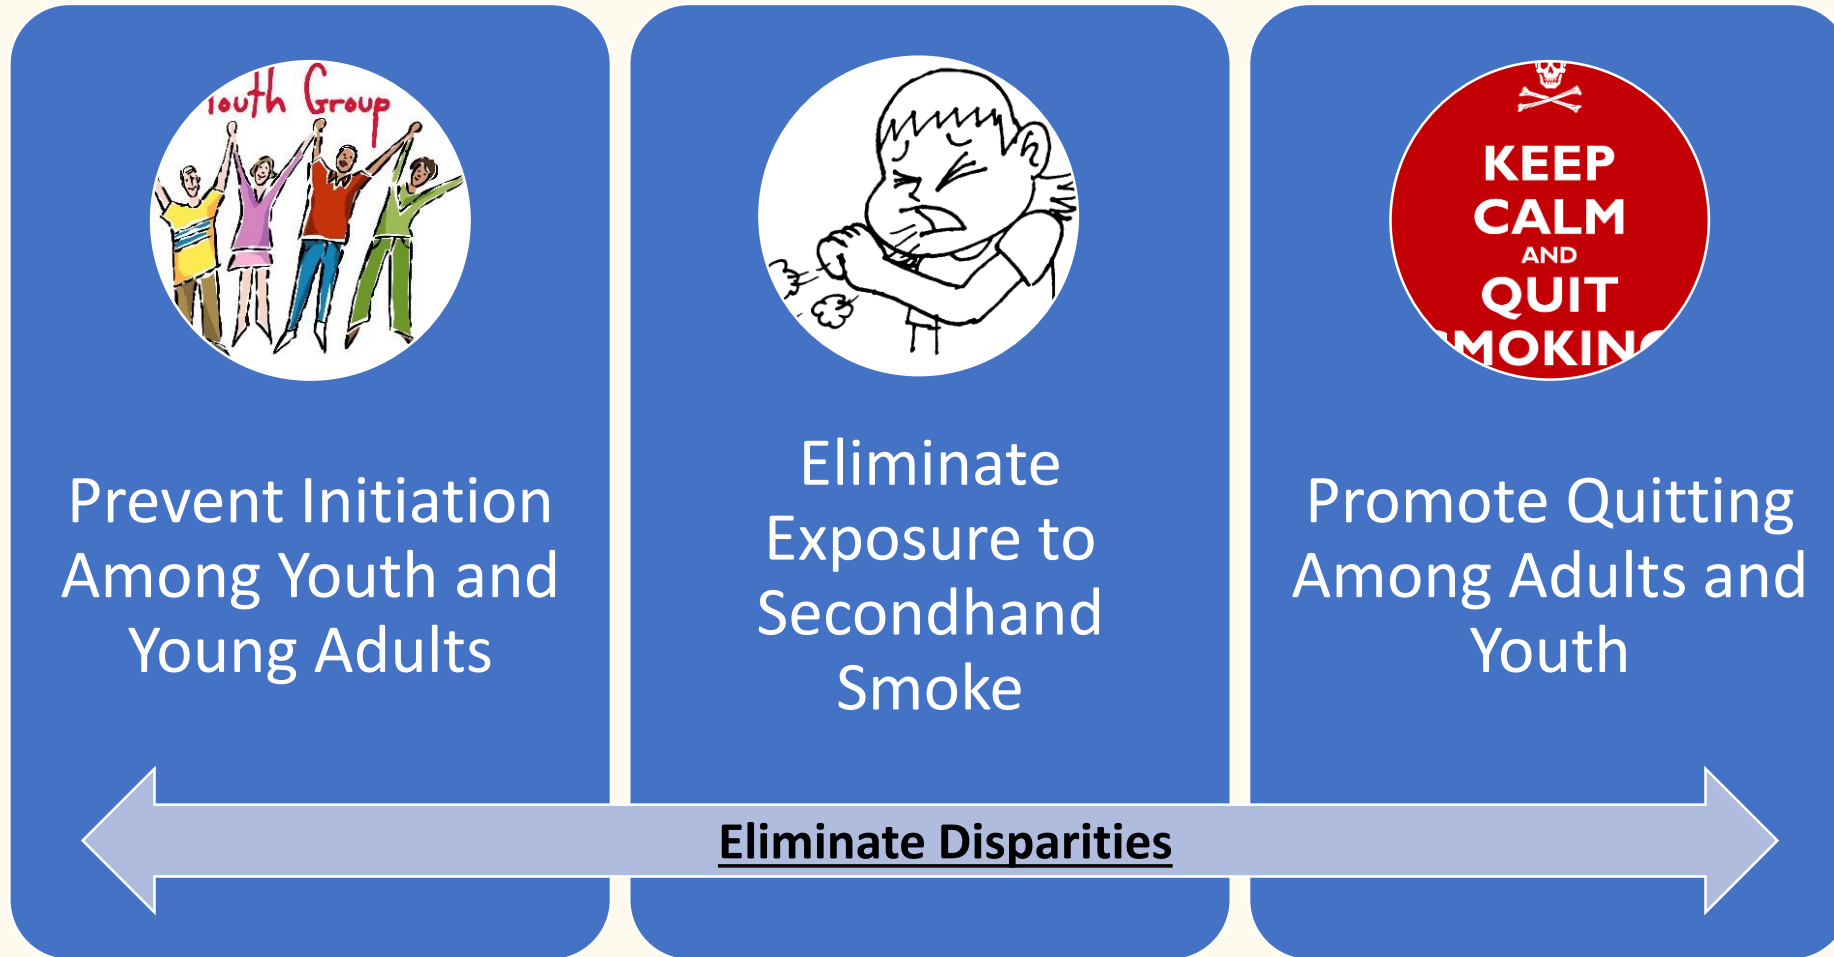 Youth Group
Prevent Initiation
Among Youth and
Young Adults
Eliminate
Exposure to
Secondhand
Smoke
KEEP
CALM
AND
QUIT
SMOKING
Promote Quitting
Among Adults and
Youth
Eliminate Disparities